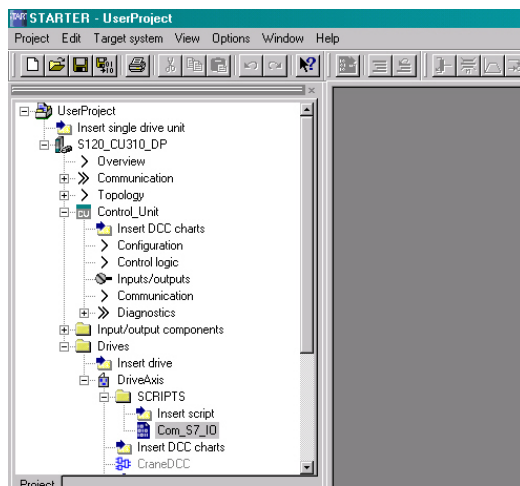 STARTER - UserProject
Project Edit Target system View Options Window Help
UserProject
Insert single drive unit
S120_CU310_DP
Overview
Communication
Topology
Control_Unit
Insert DCC charts
Configuration
Control logic
Inputs/outputs
Communication
Diagnostics
Input/output components
Drives
Insert drive
DriveAxis
SCRIPTS
Insert script
Com_S7_IO
Insert DCC charts
CraneDCC
Project